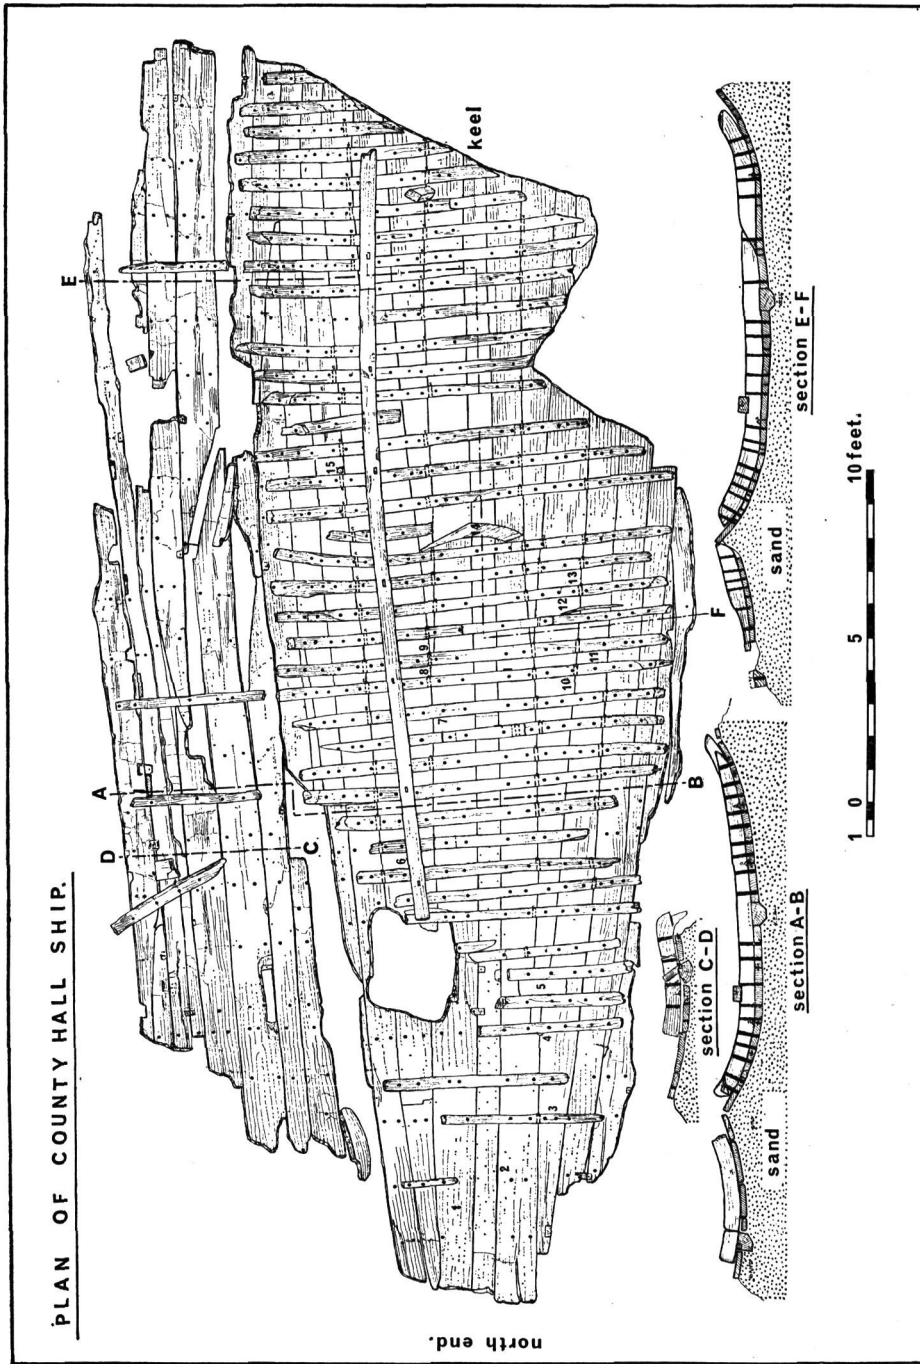 PLAN OF COUNTY HALL SHIP.
north end.
keel
A
B
C
D
E
F
1
2
3
4
5
6
7
8
9
10
11
12
13
14
15
section C-D
section A-B
section E-F
sand
sand
1 0 5 10 feet.